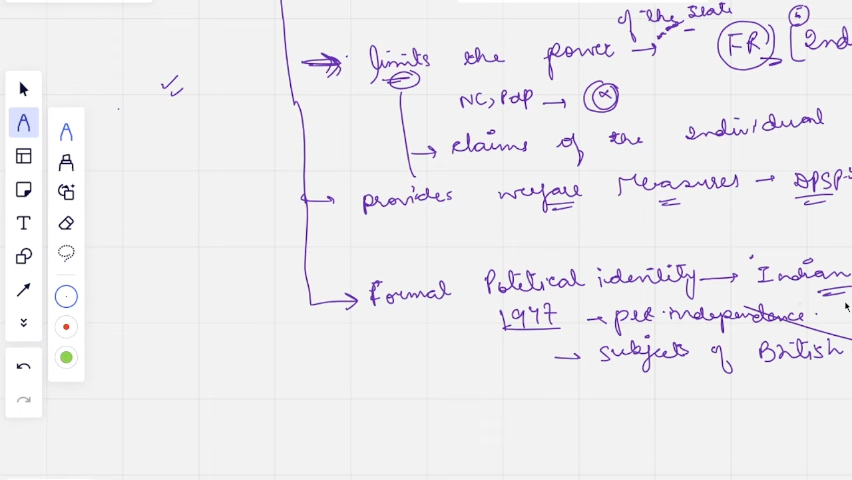 of the state
limits the power → FR [2nd
NC, PdP →
→ claims of the individual
→ provides welfare Measures → DPSP-
→ Formal Political identity → Indian
1947 → pre-independence.
→ subjects of British